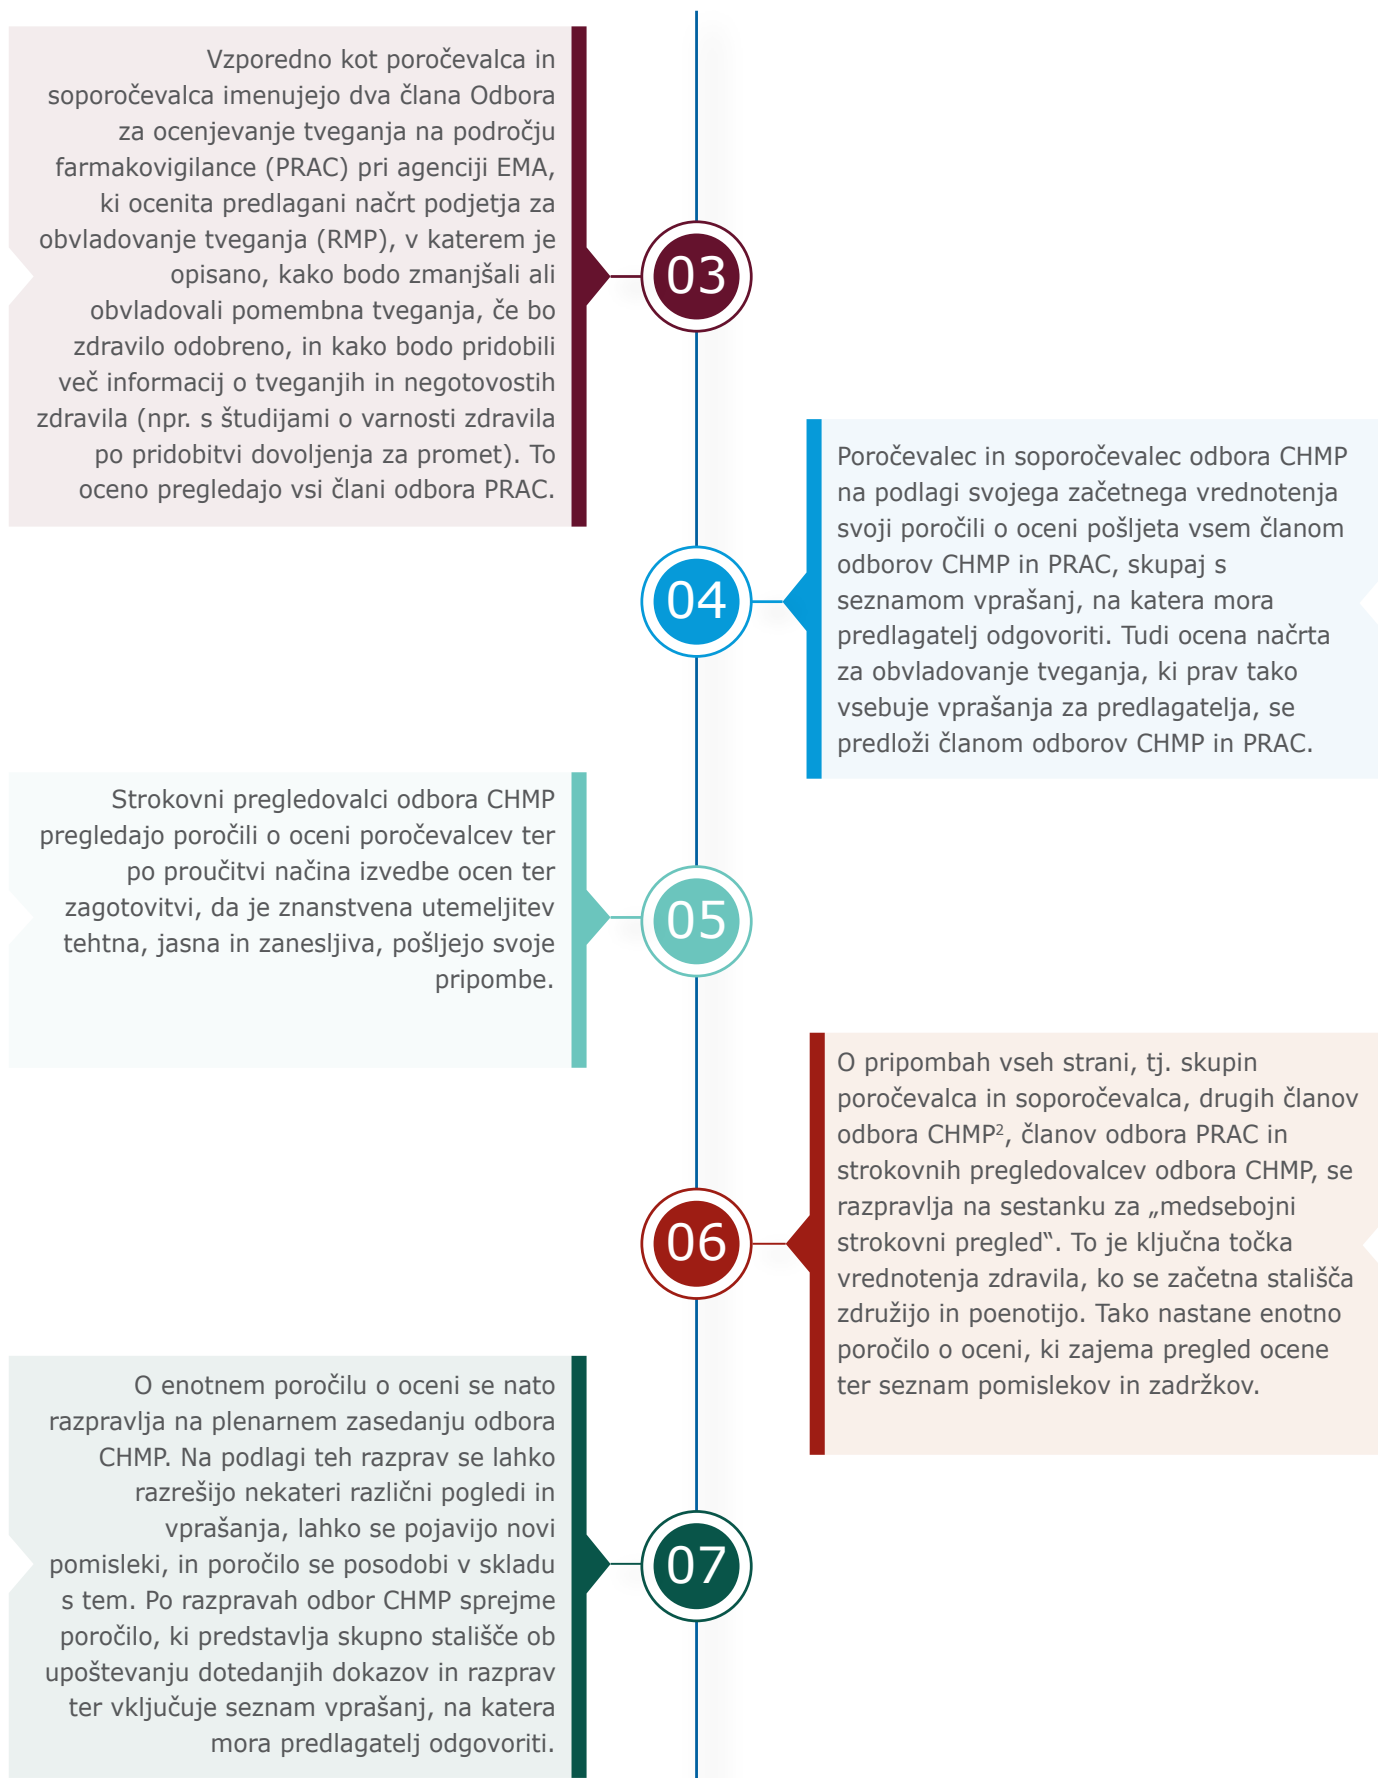 Vzporedno kot poročevalca in
soporočevalca imenujejo dva člana Odbora
za ocenjevanje tveganja na področju
farmakovigilance (PRAC) pri agenciji EMA,
ki ocenita predlagani načrt podjetja za
obvladovanje tveganja (RMP), v katerem je
opisano, kako bodo zmanjšali ali
obvladovali pomembna tveganja, če bo
zdravilo odobreno, in kako bodo pridobili
več informacij o tveganjih in negotovostih
zdravila (npr. s študijami o varnosti zdravila
po pridobitvi dovoljenja za promet). To
oceno pregledajo vsi člani odbora PRAC.
03
04
Poročevalec in soporočevalec odbora CHMP
na podlagi svojega začetnega vrednotenja
svoji poročili o oceni pošljeta vsem članom
odborov CHMP in PRAC, skupaj s
seznamom vprašanj, na katera mora
predlagatelj odgovoriti. Tudi ocena načrta
za obvladovanje tveganja, ki prav tako
vsebuje vprašanja za predlagatelja, se
predloži članom odborov CHMP in PRAC.
Strokovni pregledovalci odbora CHMP
pregledajo poročili o oceni poročevalcev ter
po proučitvi načina izvedbe ocen ter
zagotovitvi, da je znanstvena utemeljitev
tehtna, jasna in zanesljiva, pošljejo svoje
pripombe.
05
06
O pripombah vseh strani, tj. skupin
poročevalca in soporočevalca, drugih članov
odbora CHMP², članov odbora PRAC in
strokovnih pregledovalcev odbora CHMP, se
razpravlja na sestanku za „medsebojni
strokovni pregled“. To je ključna točka
vrednotenja zdravila, ko se začetna stališča
združijo in poenotijo. Tako nastane enotno
poročilo o oceni, ki zajema pregled ocene
ter seznam pomislekov in zadržkov.
O enotnem poročilu o oceni se nato
razpravlja na plenarnem zasedanju odbora
CHMP. Na podlagi teh razprav se lahko
razrešijo nekateri različni pogledi in
vprašanja, lahko se pojavijo novi
pomisleki, in poročilo se posodobi v skladu
s tem. Po razpravah odbor CHMP sprejme
poročilo, ki predstavlja skupno stališče ob
upoštevanju dotedanjih dokazov in razprav
ter vključuje seznam vprašanj, na katera
mora predlagatelj odgovoriti.
07